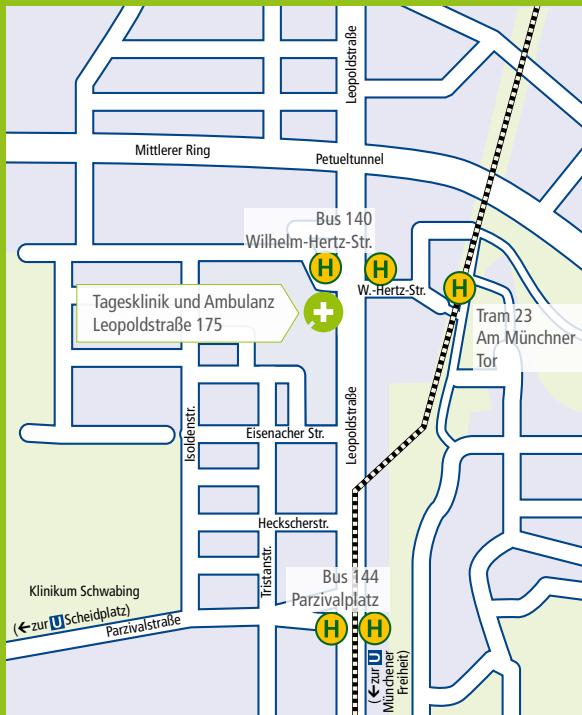 Leopoldstraße
Mittlerer Ring
Petueltunnel
Bus 140
Wilhelm-Hertz-Str.
H
H
W.-Hertz-Str.
H
Tagesklinik und Ambulanz
Leopoldstraße 175
Tram 23
Am Münchner
Tor
Isoldenstr.
Eisenacher Str.
Leopoldstraße
Heckscherstr.
Tristanstr.
Bus 144
Parzivalplatz
Klinikum Schwabing
(←zur U Scheidplatz)
Parzivalstraße
H
H
(←zur U
Münchener
Freiheit)